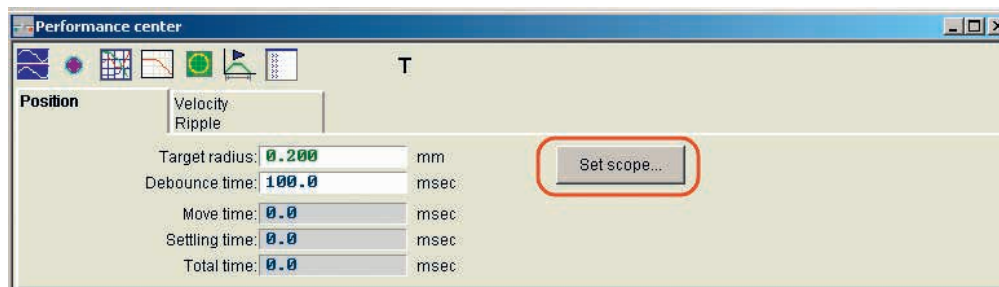 Performance center
T
Position
Velocity
Ripple
Target radius: 0.200 mm
Set scope...
Debounce time: 100.0 msec
Move time: 0.0 msec
Settling time: 0.0 msec
Total time: 0.0 msec